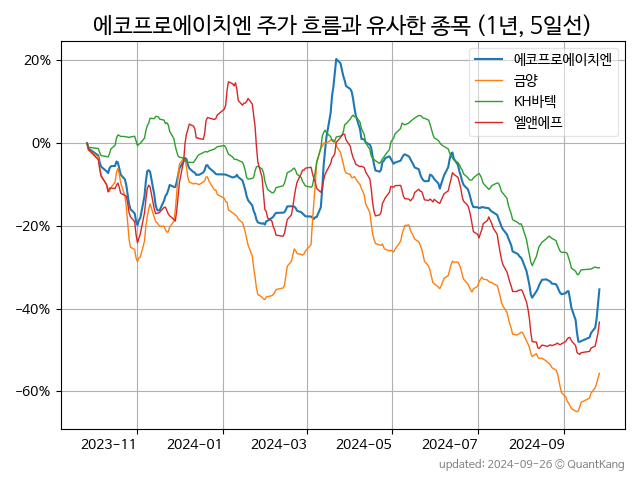 에코프로에이치엔 주가 흐름과 유사한 종목 (1년, 5일선)
에코프로에이치엔
금양
KH바텍
엘앤에프
20%
0%
−20%
−40%
−60%
2023-11 2024-01 2024-03 2024-05 2024-07 2024-09
updated: 2024-09-26 © QuantKang